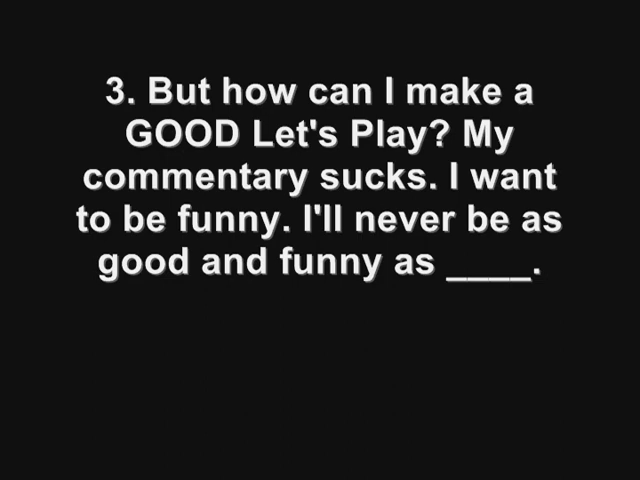 3. But how can I make a
GOOD Let's Play? My
commentary sucks. I want
to be funny. I'll never be as
good and funny as ____.